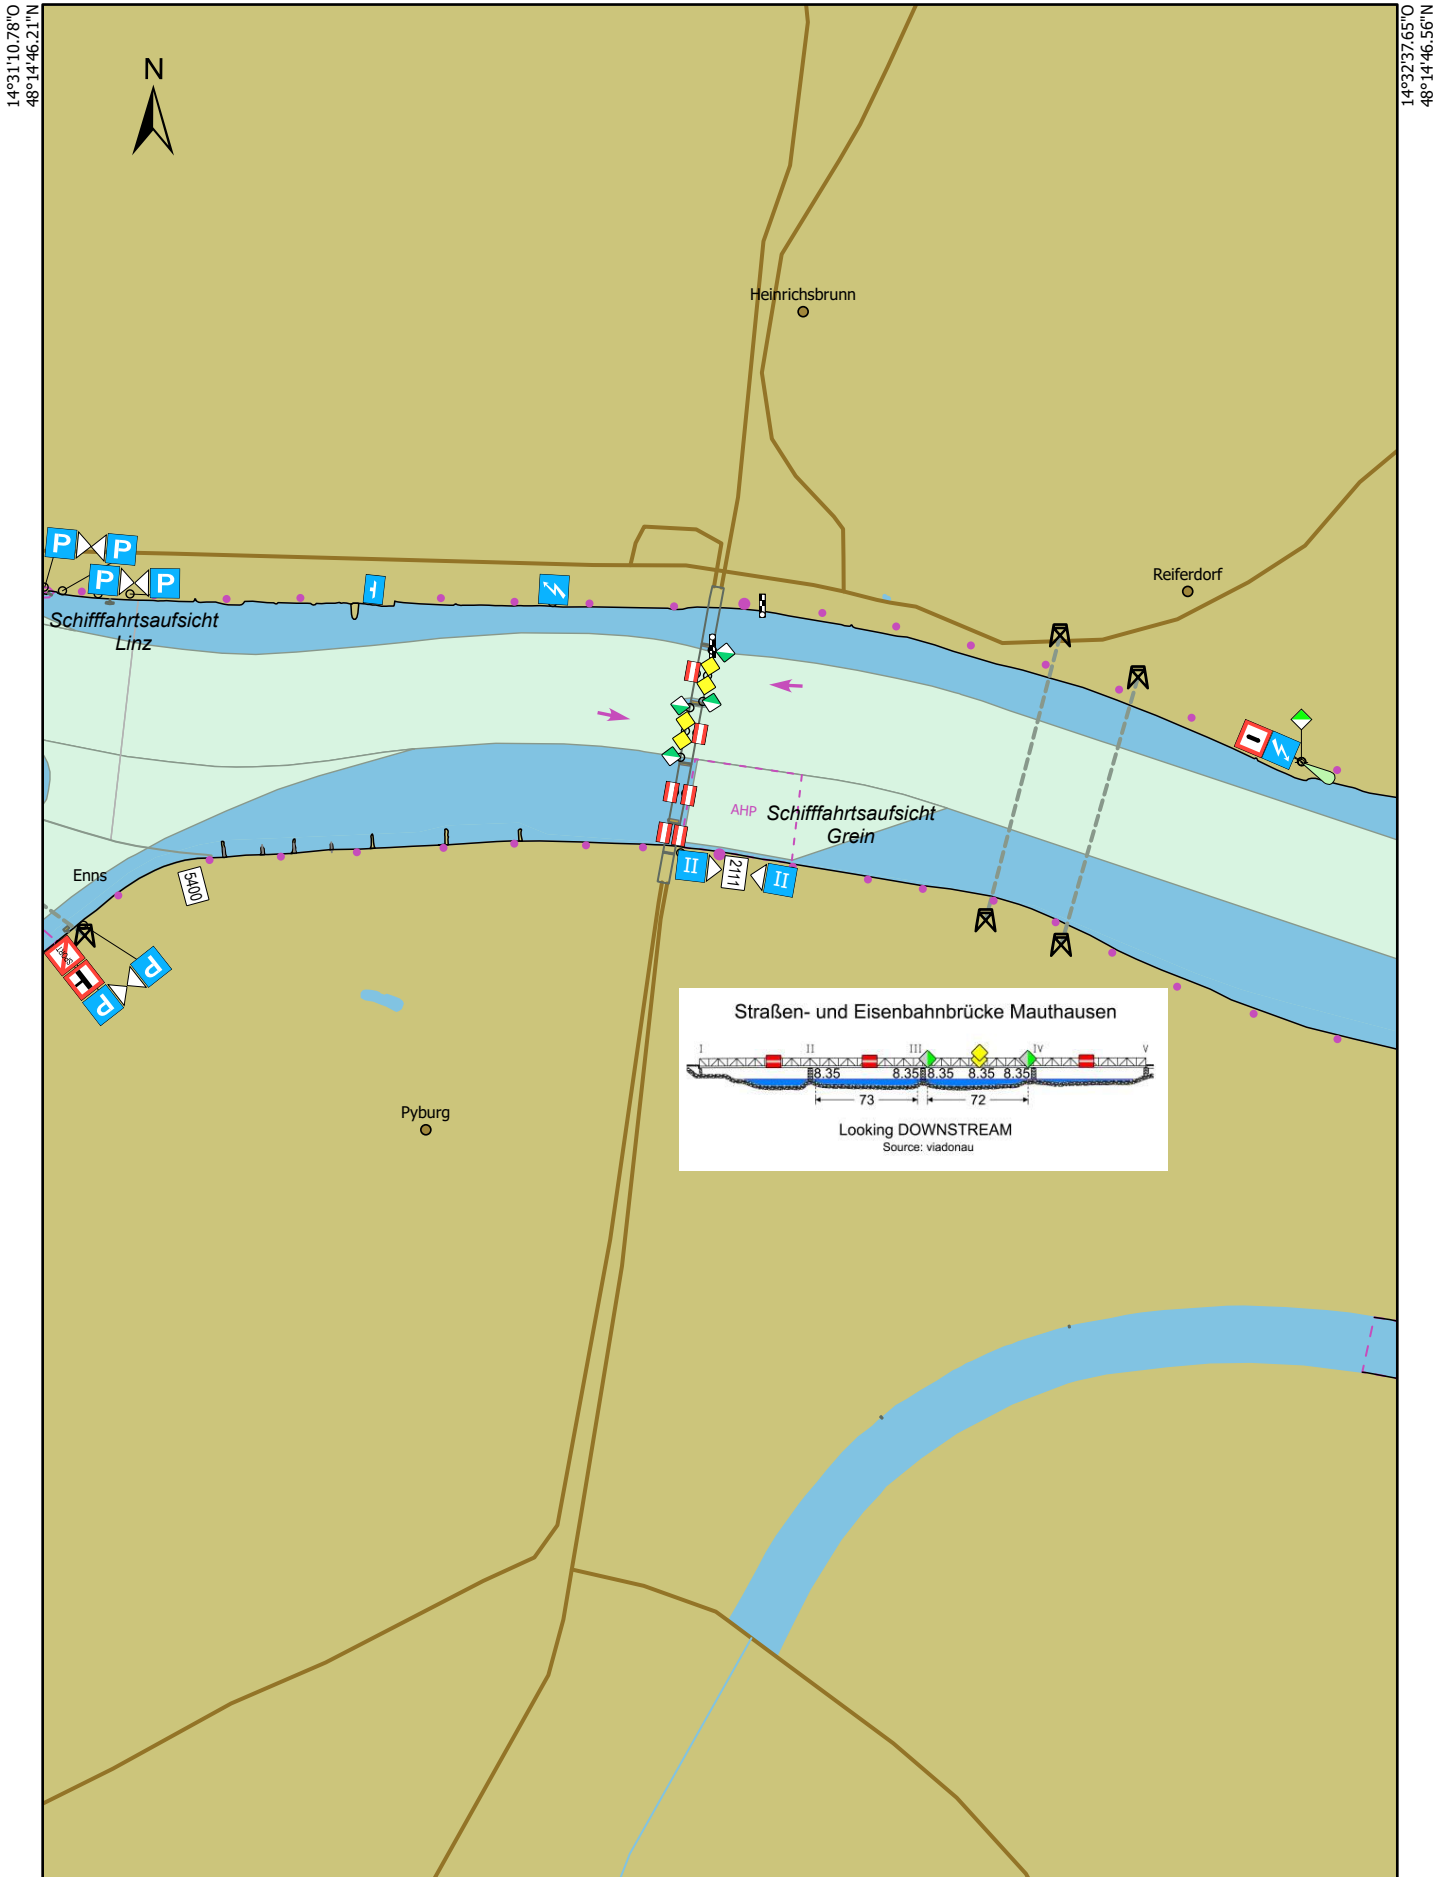 14°31'10.78"O
48°14'46.21"N
14°32'37.65"O
48°14'46.56"N
N
Heinrichsbrunn
P
P
P
P
Reiferdorf
Schifffahrtsaufsicht
Linz
AHP
Schifffahrtsaufsicht
Grein
Enns
5400
II
2111
II
SPORT
P
P
Straßen- und Eisenbahnbrücke Mauthausen
I II III IV V
8.35 8.35 8.35 8.35 8.35
73 72
Looking DOWNSTREAM
Source: viadonau
Pyburg